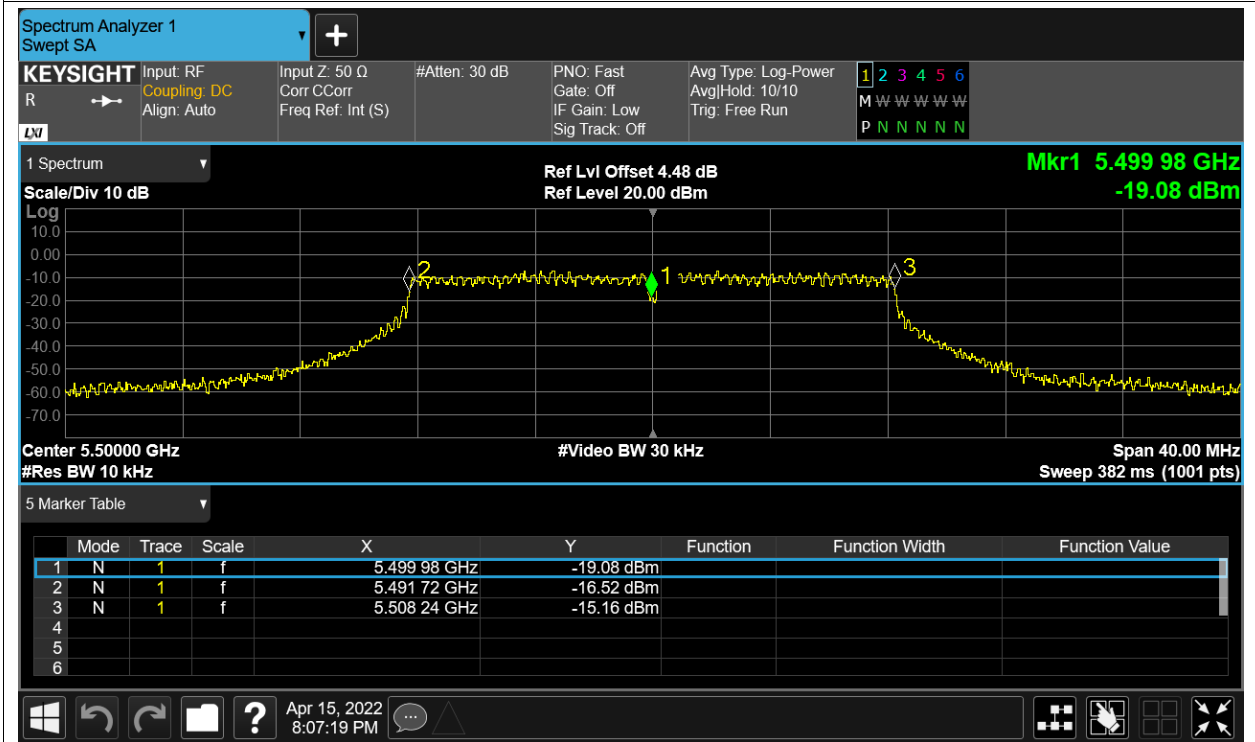 Spectrum Analyzer 1
Swept SA
KEYSIGHT Input: RF Input Z: 50 Ω #Atten: 30 dB PNO: Fast Avg Type: Log-Power 1 2 3 4 5 6
R Coupling: DC Corr CCorr Gate: Off Avg|Hold: 10/10 M W W W W W
Align: Auto Freq Ref: Int (S) IF Gain: Low Trig: Free Run
LXI Sig Track: Off P N N N N N
1 Spectrum Ref Lvl Offset 4.48 dB Mkr1 5.499 98 GHz
Scale/Div 10 dB Ref Level 20.00 dBm -19.08 dBm
Log
10.0
0.00
-10.0
-20.0
-30.0
-40.0
-50.0
-60.0
-70.0
2 1 3
Center 5.50000 GHz #Video BW 30 kHz Span 40.00 MHz
#Res BW 10 kHz Sweep 382 ms (1001 pts)
5 Marker Table
Mode Trace Scale X Y Function Function Width Function Value
1 N 1 f 5.499 98 GHz -19.08 dBm
2 N 1 f 5.491 72 GHz -16.52 dBm
3 N 1 f 5.508 24 GHz -15.16 dBm
4
5
6
? Apr 15, 2022
8:07:19 PM